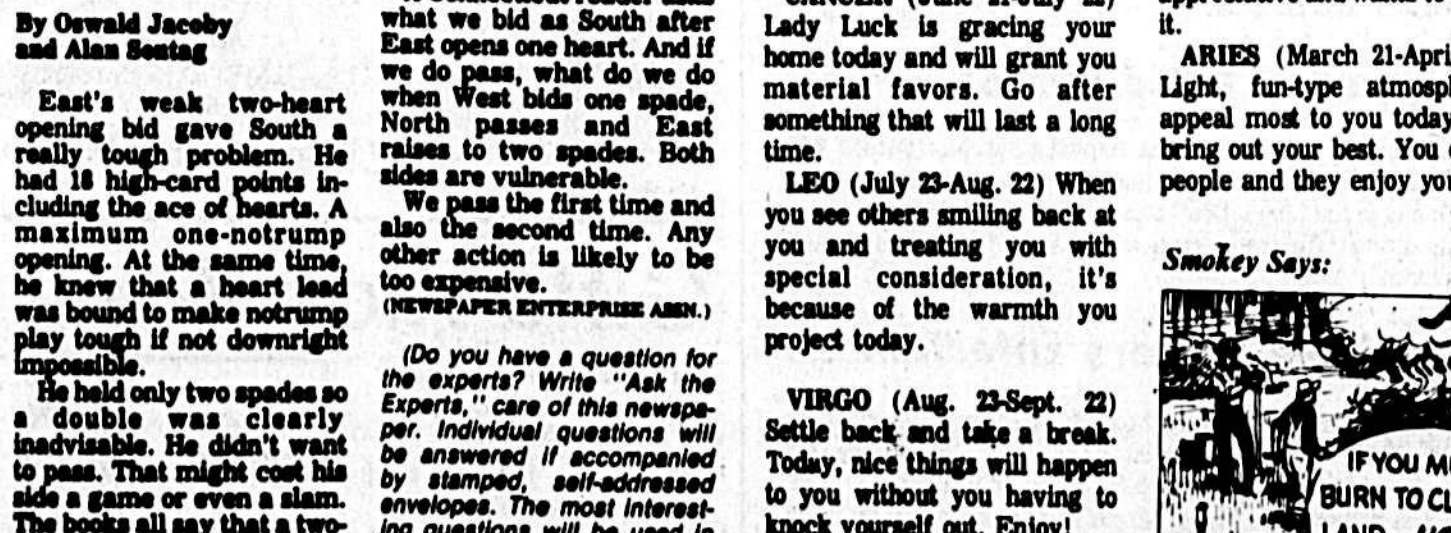 By Oswald Jacoby
and Alan Sontag
East's weak two-heart
opening bid gave South a
really tough problem. He
had 18 high-card points in-
cluding the ace of hearts. A
maximum one-notrump
opening. At the same time,
he knew that a heart lead
was bound to make notrump
play tough if not downright
impossible.
He held only two spades so
a double was clearly
inadvisable. He didn't want
to pass. That might cost his
side a game or even a slam.
The books all say that a two-
what we bid as South after
East opens one heart. And if
we do pass, what do we do
when West bids one spade,
North passes and East
raises to two spades. Both
sides are vulnerable.
We pass the first time and
also the second time. Any
other action is likely to be
too expensive.
(NEWSPAPER ENTERPRISE ASSN.)
(Do you have a question for
the experts? Write "Ask the
Experts," care of this newspa-
per. Individual questions will
be answered if accompanied
by stamped, self-addressed
envelopes. The most interest-
ing questions will be used in
CANCER (June 21-July 22)
Lady Luck is gracing your
home today and will grant you
material favors. Go after
something that will last a long
time.
LEO (July 23-Aug. 22) When
you see others smiling back at
you and treating you with
special consideration, it's
because of the warmth you
project today.
VIRGO (Aug. 23-Sept. 22)
Settle back and take a break.
Today, nice things will happen
to you without you having to
knock yourself out. Enjoy!
it.
ARIES (March 21-Apri
Light, fun-type atmosp
appeal most to you today
bring out your best. You
people and they enjoy yo
Smokey Says:
IF YOU M
BURN TO CL